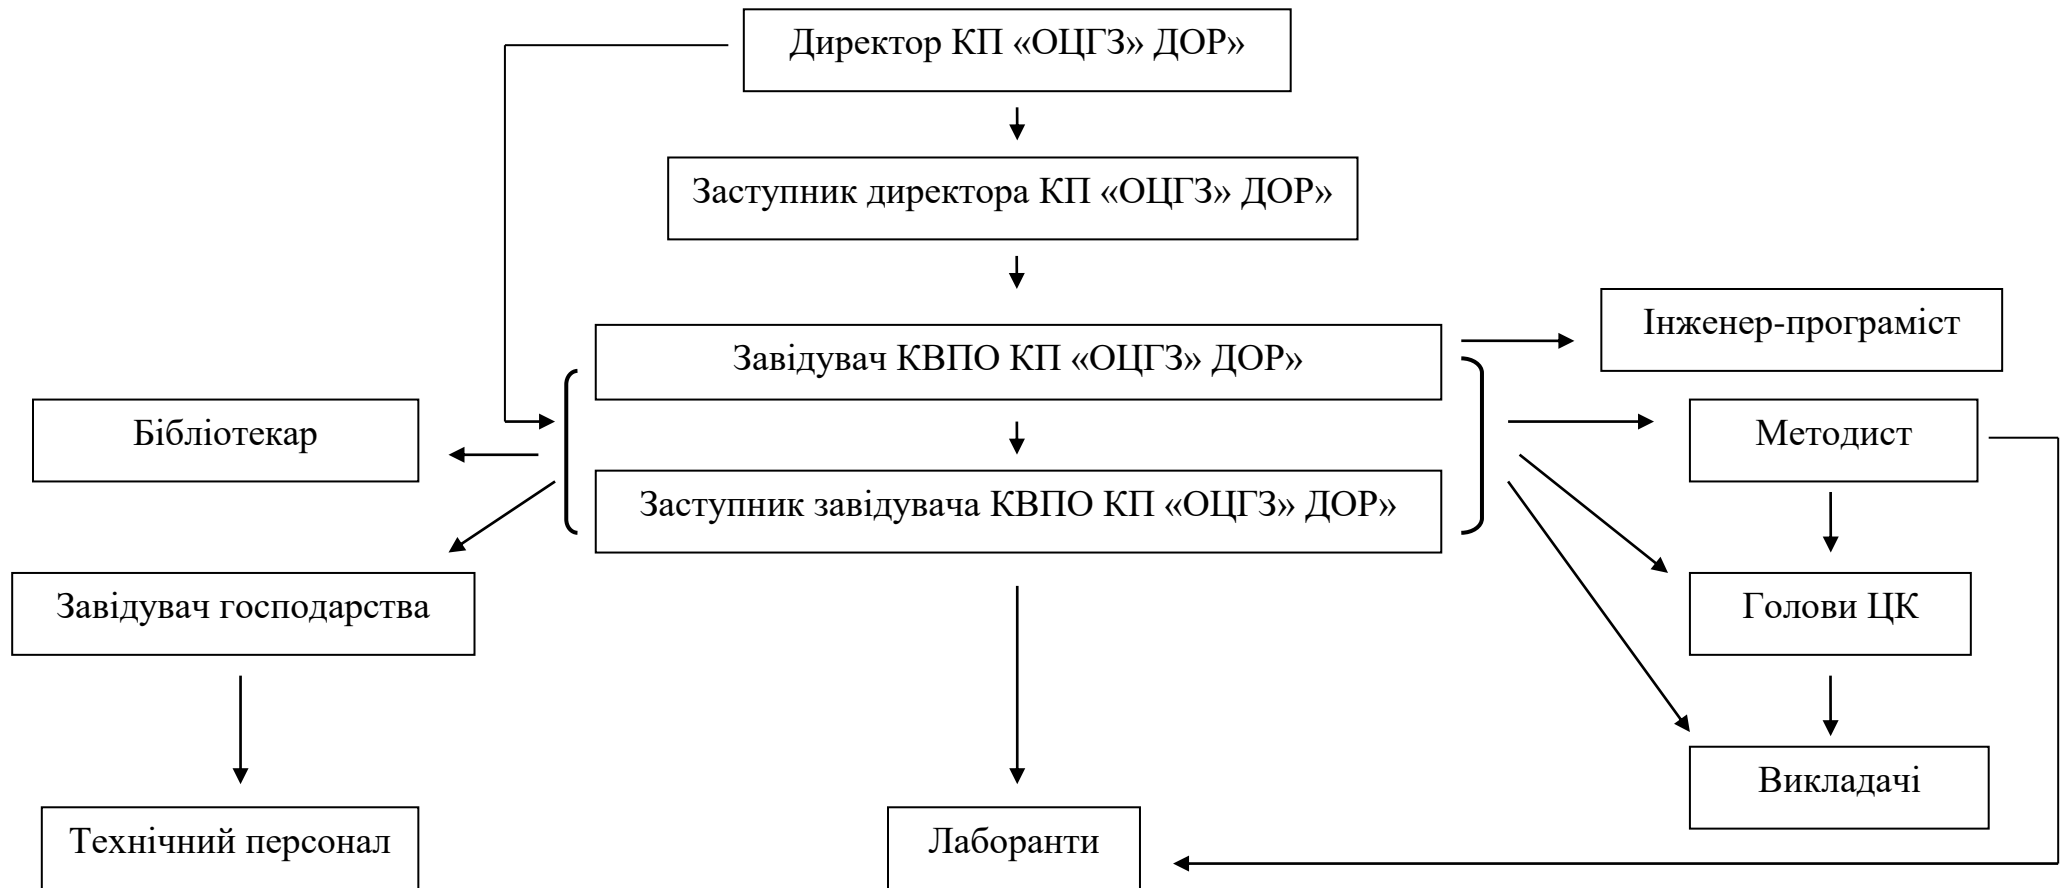 Директор КП «ОЦГЗ» ДОР»
Заступник директора КП «ОЦГЗ» ДОР»
Інженер-програміст
Завідувач КВПО КП «ОЦГЗ» ДОР»
Бібліотекар
Методист
Заступник завідувача КВПО КП «ОЦГЗ» ДОР»
Завідувач господарства
Голови ЦК
Викладачі
Технічний персонал
Лаборанти